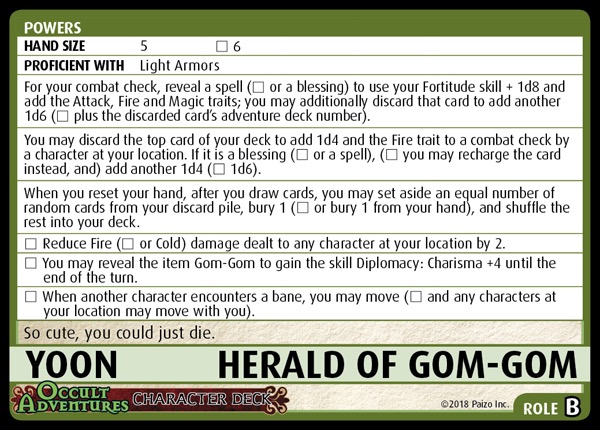 POWERS
HAND SIZE 5 □ 6
PROFICIENT WITH Light Armors
For your combat check, reveal a spell (□ or a blessing) to use your Fortitude skill + 1d8 and
add the Attack, Fire and Magic traits; you may additionally discard that card to add another
1d6 (□ plus the discarded card's adventure deck number).
You may discard the top card of your deck to add 1d4 and the Fire trait to a combat check by
a character at your location. If it is a blessing (□ or a spell), (□ you may recharge the card
instead, and) add another 1d4 (□ 1d6).
When you reset your hand, after you draw cards, you may set aside an equal number of
random cards from your discard pile, bury 1 (□ or bury 1 from your hand), and shuffle the
rest into your deck.
□ Reduce Fire (□ or Cold) damage dealt to any character at your location by 2.
□ You may reveal the item Gom-Gom to gain the skill Diplomacy: Charisma +4 until the
end of the turn.
□ When another character encounters a bane, you may move (□ and any characters at
your location may move with you).
So cute, you could just die.
YOON HERALD OF GOM-GOM
OCCULT
ADVENTURES CHARACTER DECK
©2018 Paizo Inc. ROLE B